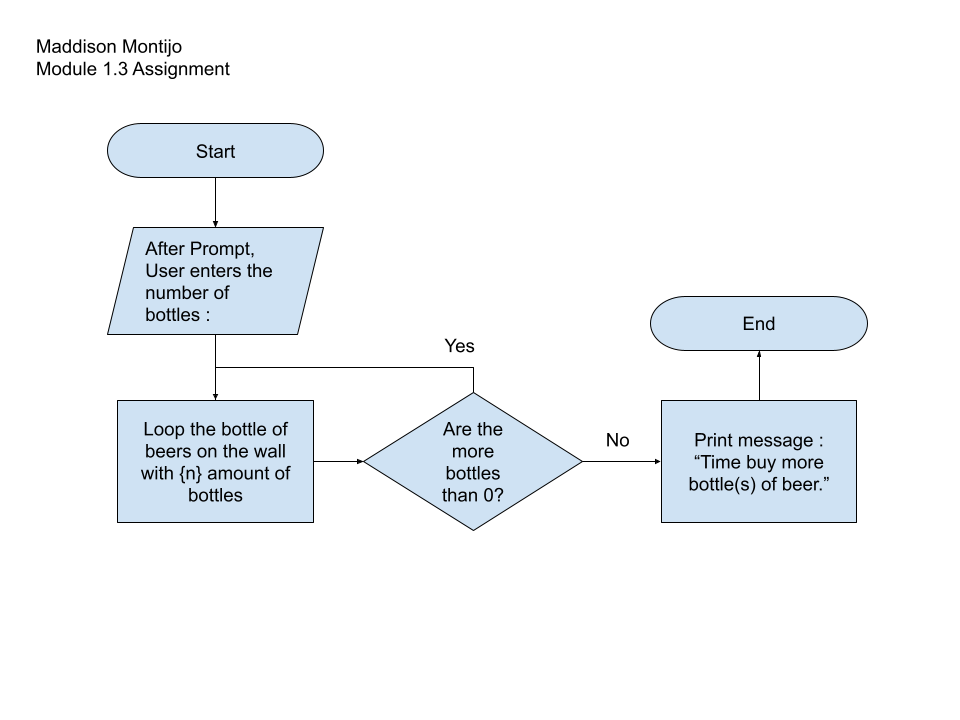 Maddison Montijo
Module 1.3 Assignment
Start
After Prompt,
User enters the
number of
bottles :
Yes
End
Loop the bottle of
beers on the wall
with {n} amount of
bottles
Are the
more
bottles
than 0?
No
Print message :
“Time buy more
bottle(s) of beer.”